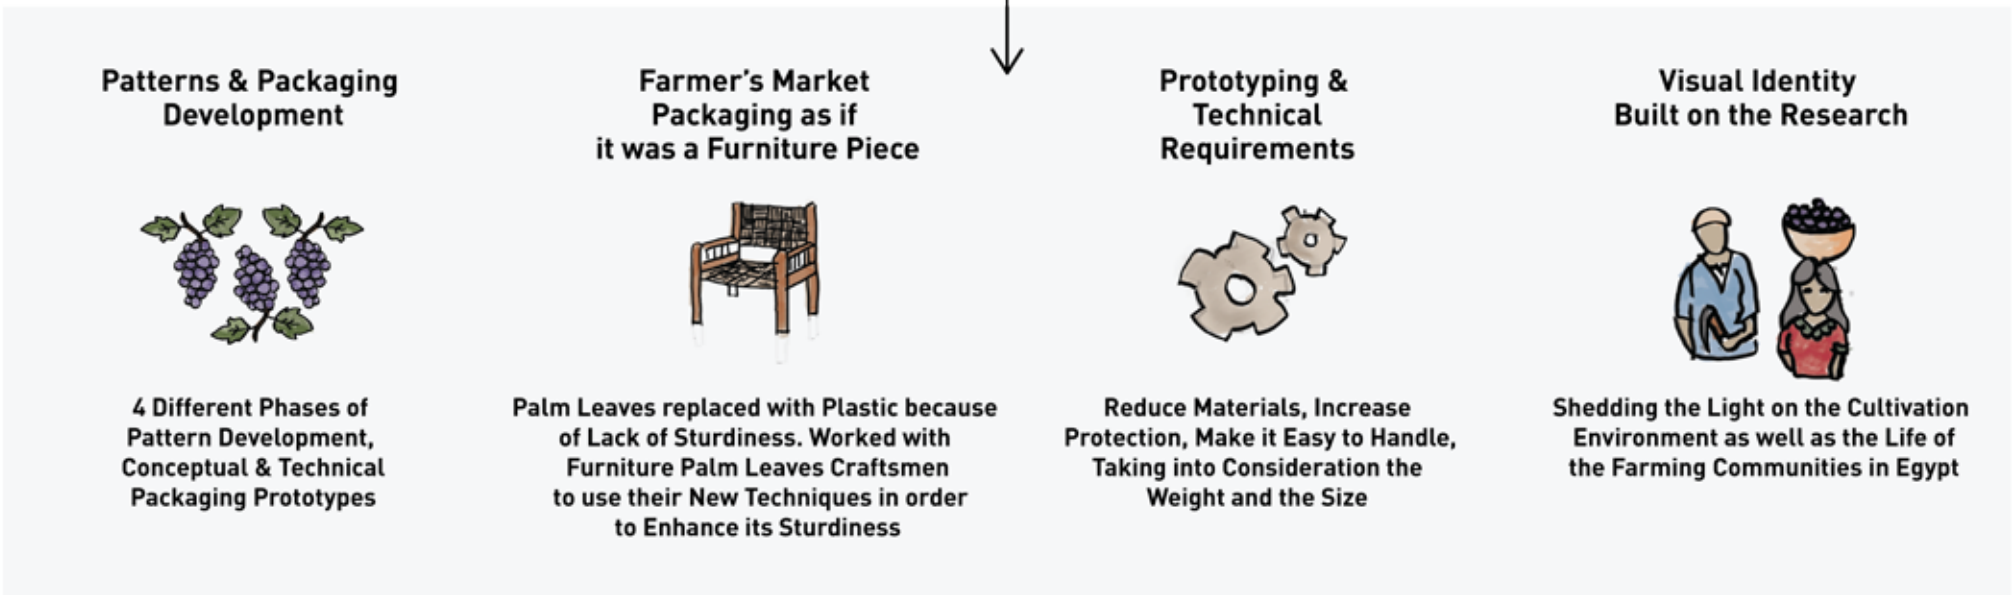 Patterns & Packaging
Development
4 Different Phases of
Pattern Development,
Conceptual & Technical
Packaging Prototypes
Farmer's Market
Packaging as if
it was a Furniture Piece
Palm Leaves replaced with Plastic because
of Lack of Sturdiness. Worked with
Furniture Palm Leaves Craftsmen
to use their New Techniques in order
to Enhance its Sturdiness
Prototyping &
Technical
Requirements
Reduce Materials, Increase
Protection, Make it Easy to Handle,
Taking into Consideration the
Weight and the Size
Visual Identity
Built on the Research
Shedding the Light on the Cultivation
Environment as well as the Life of
the Farming Communities in Egypt